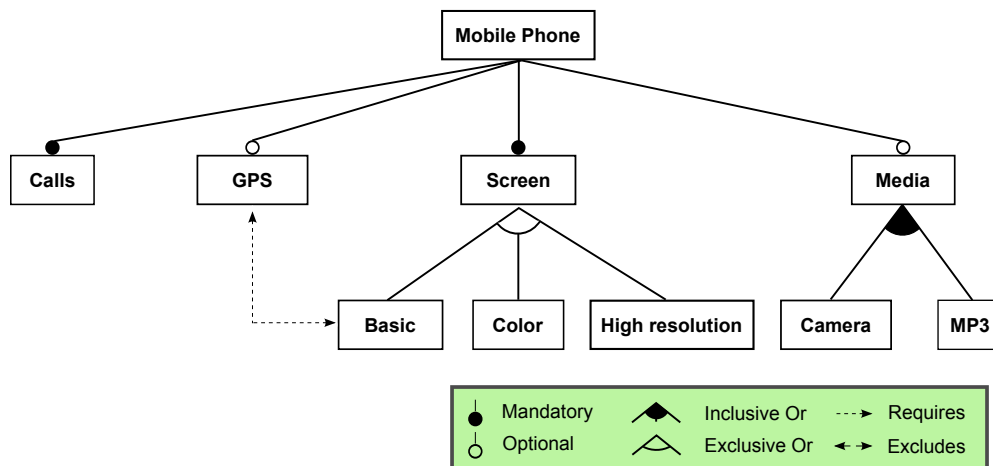 Mobile Phone
Calls
GPS
Screen
Media
Basic
Color
High resolution
Camera
MP3
Mandatory
Inclusive Or
Requires
Optional
Exclusive Or
Excludes